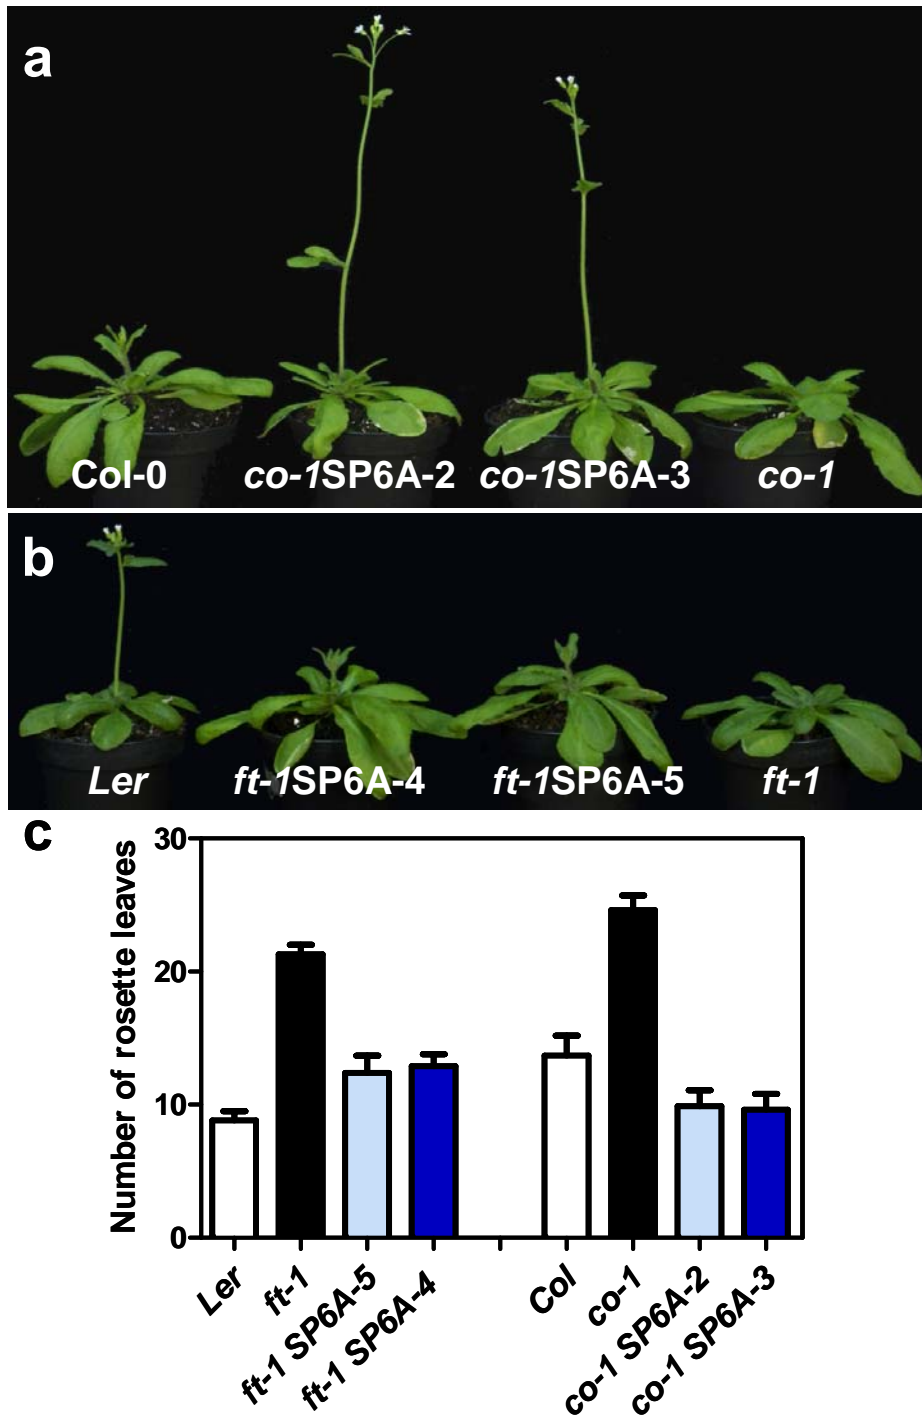 a
Col-0 co-1SP6A-2 co-1SP6A-3 co-1
b
Ler ft-1SP6A-4 ft-1SP6A-5 ft-1
c
Number of rosette leaves
30
20
10
0
Ler
ft-1
ft-1 SP6A-5
ft-1 SP6A-4
Col
co-1
co-1 SP6A-2
co-1 SP6A-3